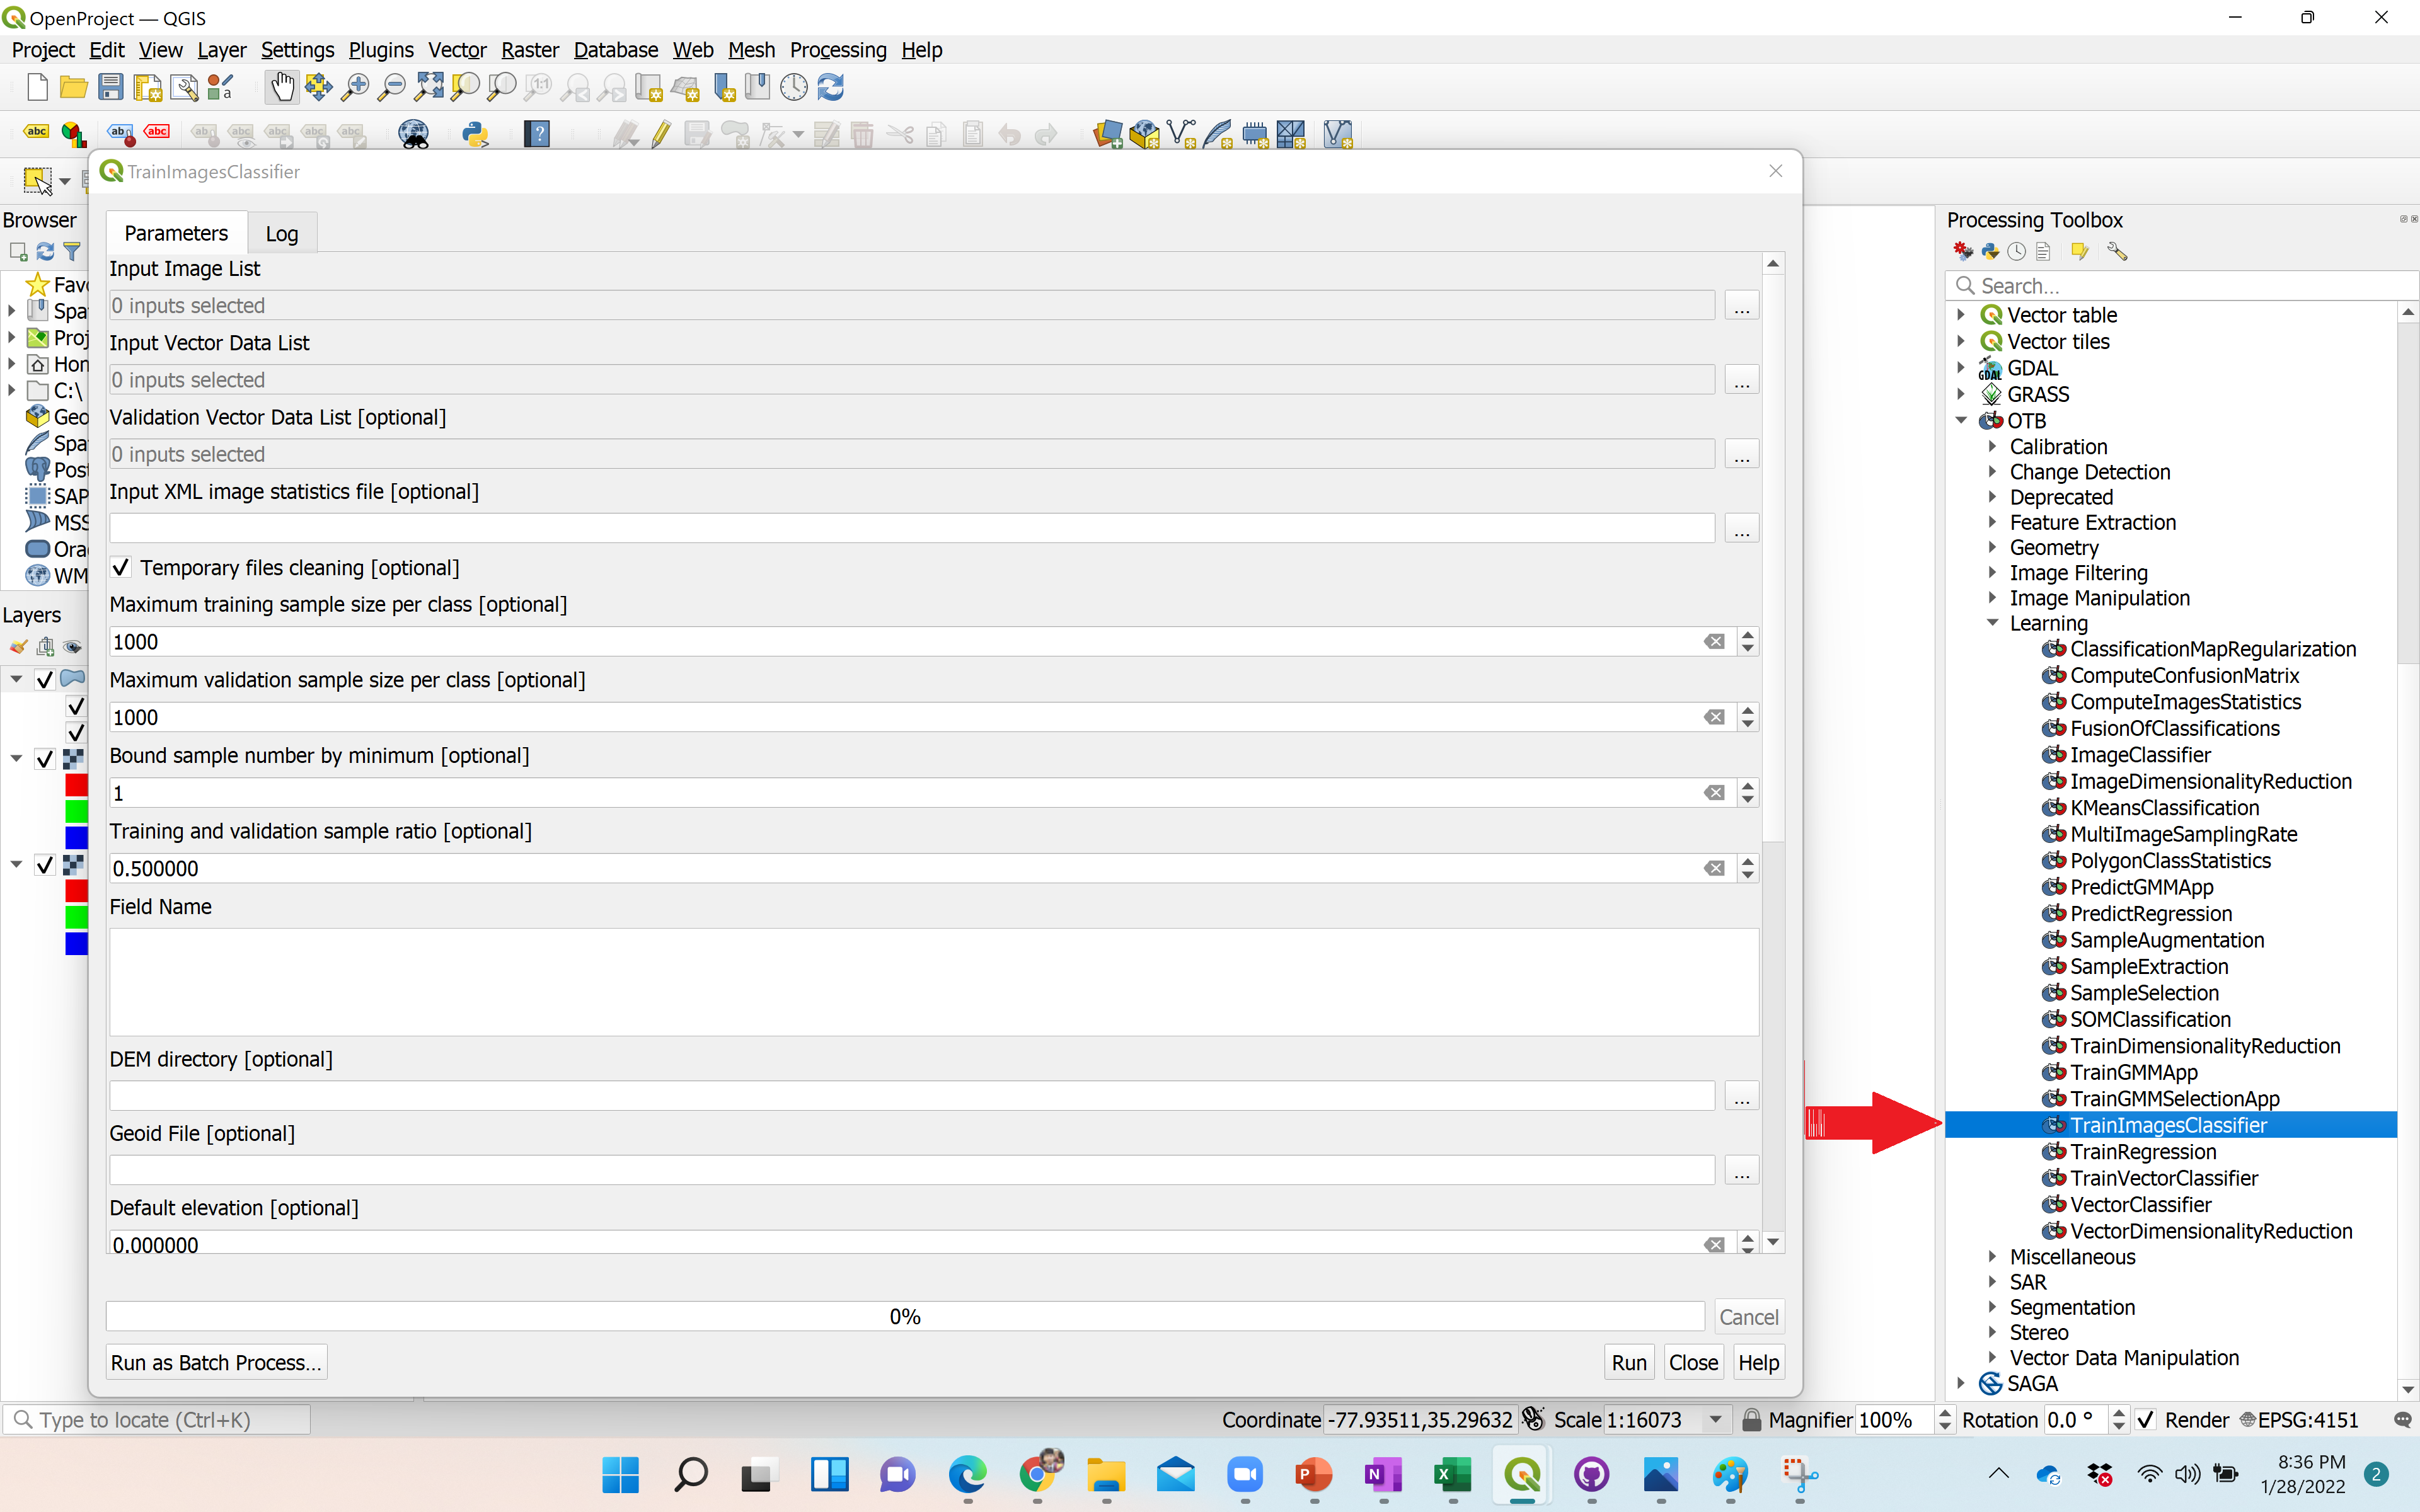 OpenProject — QGIS
Project Edit View Layer Settings Plugins Vector Raster Database Web Mesh Processing Help
TrainImagesClassifier
Parameters
Log
Input Image List
0 inputs selected
...
Input Vector Data List
0 inputs selected
...
Validation Vector Data List [optional]
0 inputs selected
...
Input XML image statistics file [optional]
...
Temporary files cleaning [optional]
Maximum training sample size per class [optional]
1000
Maximum validation sample size per class [optional]
1000
Bound sample number by minimum [optional]
1
Training and validation sample ratio [optional]
0.500000
Field Name
DEM directory [optional]
...
Geoid File [optional]
...
Default elevation [optional]
0.000000
0%
Cancel
Run as Batch Process...
Run
Close
Help
Browser
Fav
Spa
Proj
Hon
C:\
Geo
Spa
Post
SAP
MSS
Ora
WM
Layers
Processing Toolbox
Search...
Vector table
Vector tiles
GDAL
GRASS
OTB
Calibration
Change Detection
Deprecated
Feature Extraction
Geometry
Image Filtering
Image Manipulation
Learning
ClassificationMapRegularization
ComputeConfusionMatrix
ComputeImagesStatistics
FusionOfClassifications
ImageClassifier
ImageDimensionalityReduction
KMeansClassification
MultiImageSamplingRate
PolygonClassStatistics
PredictGMMApp
PredictRegression
SampleAugmentation
SampleExtraction
SampleSelection
SOMClassification
TrainDimensionalityReduction
TrainGMMApp
TrainGMMSelectionApp
TrainImagesClassifier
TrainRegression
TrainVectorClassifier
VectorClassifier
VectorDimensionalityReduction
Miscellaneous
SAR
Segmentation
Stereo
Vector Data Manipulation
SAGA
Type to locate (Ctrl+K)
Coordinate -77.93511,35.29632 Scale 1:16073 Magnifier 100% Rotation 0.0 ° Render EPSG:4151
8:36 PM
1/28/2022
2